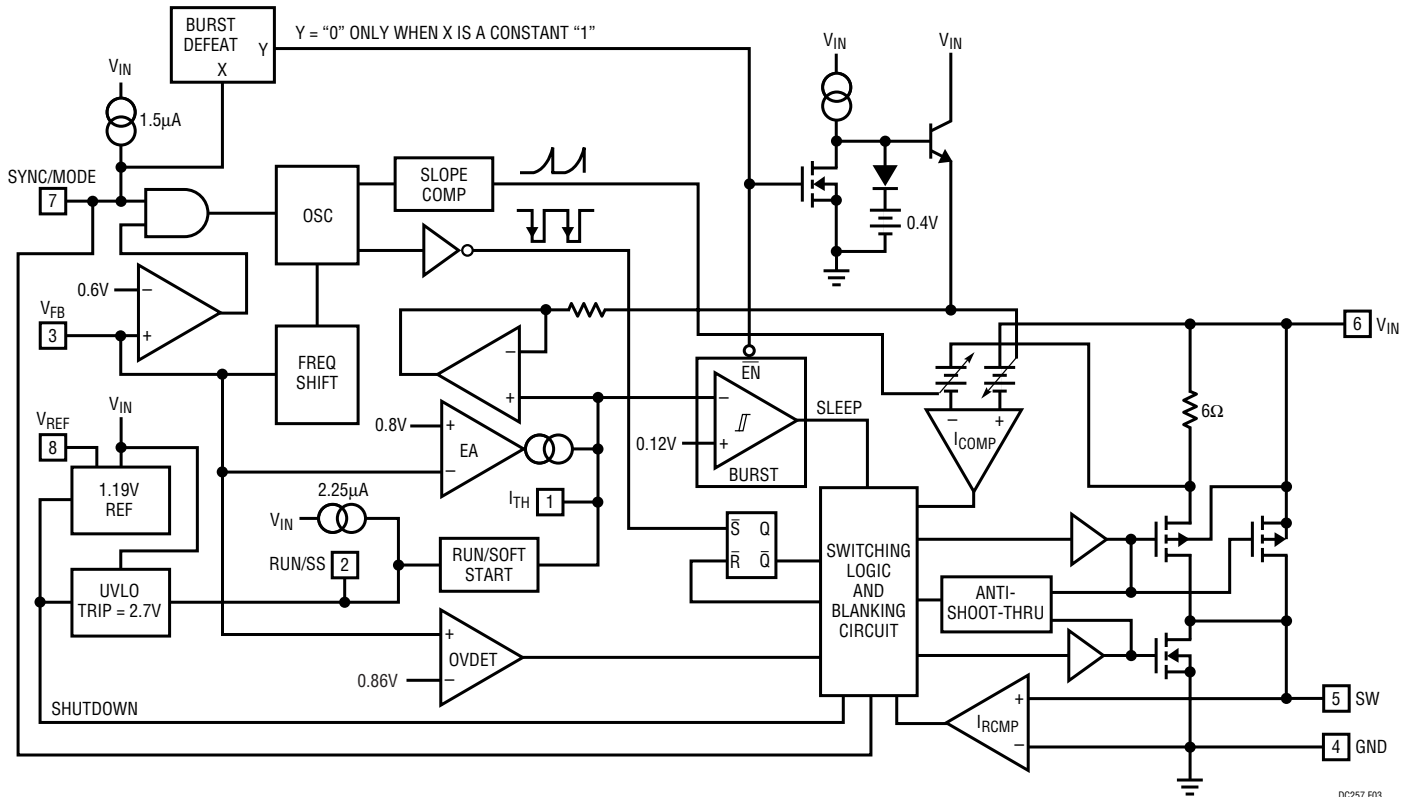 BURST
DEFEAT
Y
X
Y = “0” ONLY WHEN X IS A CONSTANT “1”
VIN
1.5µA
SYNC/MODE
7
OSC
SLOPE
COMP
VIN
VIN
0.4V
0.6V
−
+
VFB
3
FREQ
SHIFT
VREF
8
VIN
1.19V
REF
UVLO
TRIP = 2.7V
−
+
0.8V
+
−
EA
2.25µA
VIN
RUN/SS
2
RUN/SOFT
START
ITH
1
EN
−
+
0.12V
BURST
SLEEP
S Q
R Q
SWITCHING
LOGIC
AND
BLANKING
CIRCUIT
−
+
ICOMP
6
VIN
6Ω
ANTI-
SHOOT-THRU
+
−
OVDET
0.86V
SHUTDOWN
+
−
IRCMP
5
SW
4
GND
DC257 F03